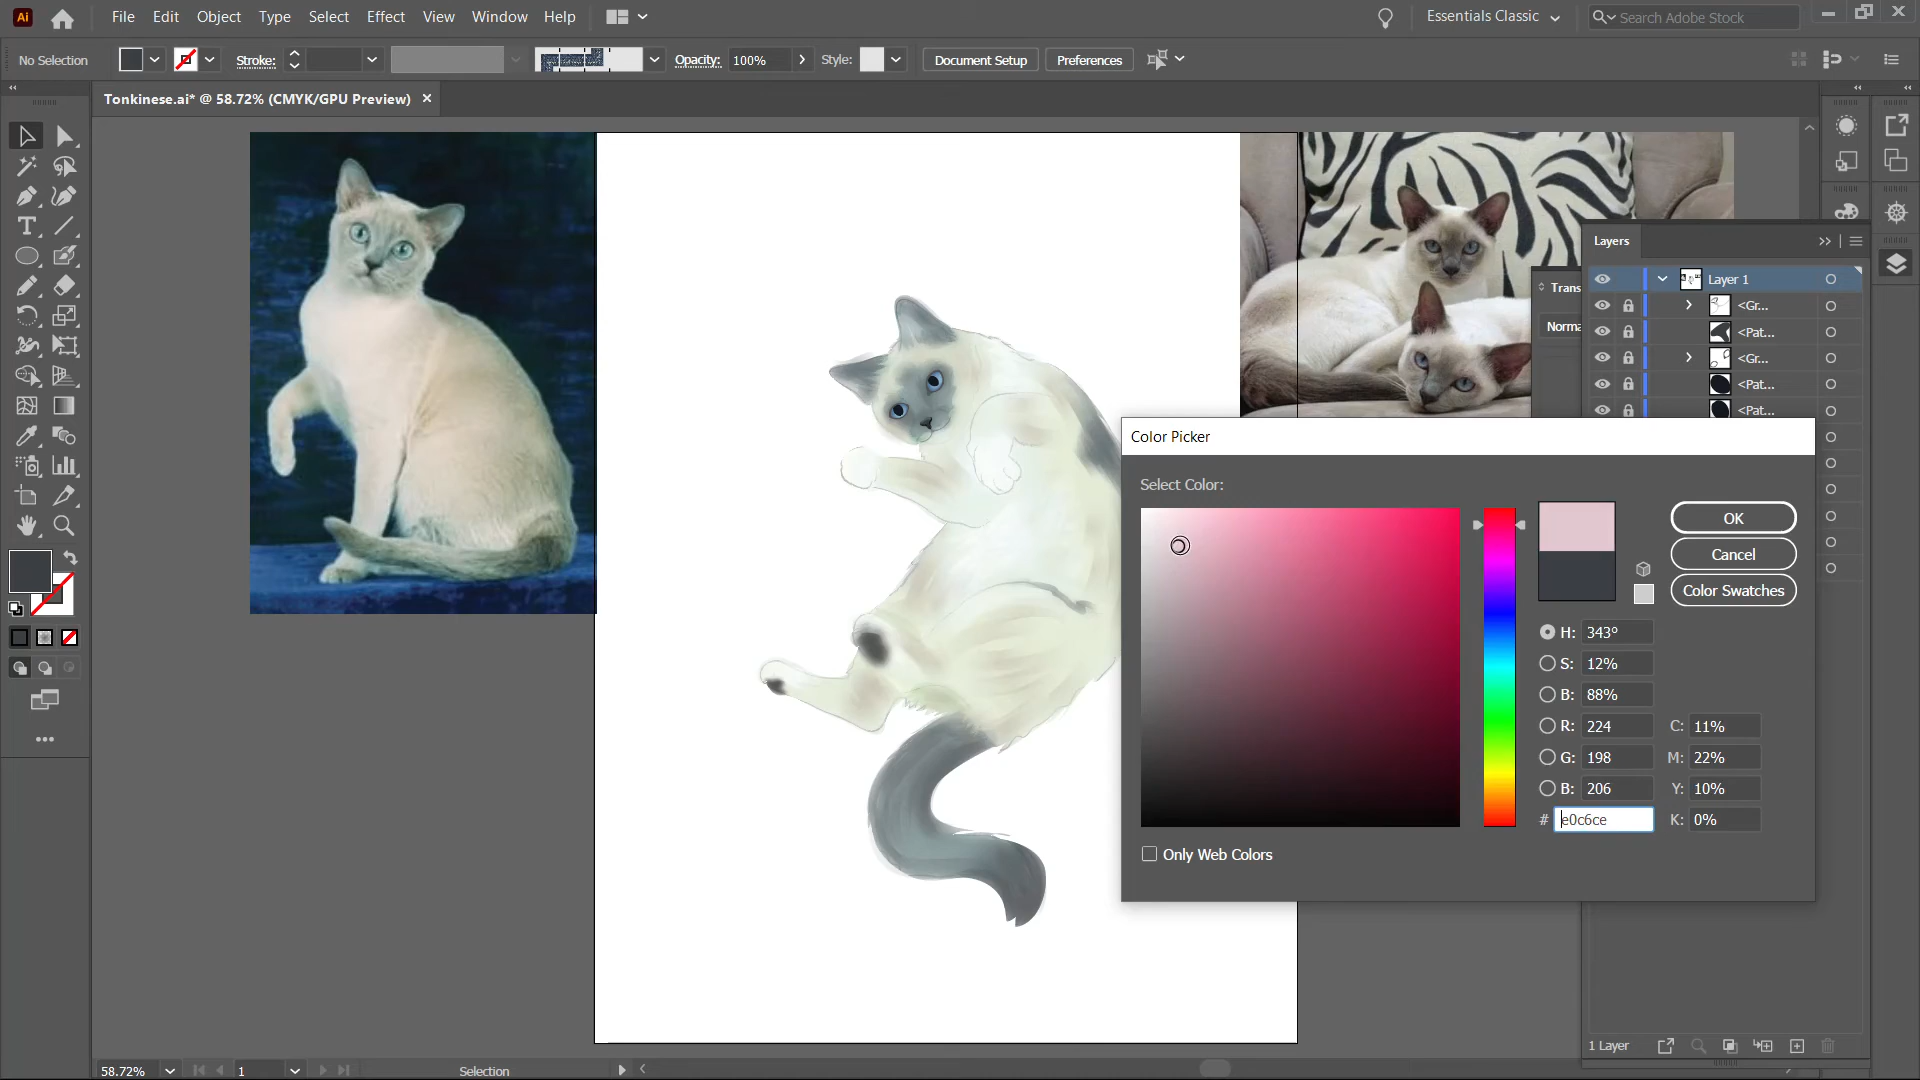 Ai File Edit Object Type Select Effect View Window Help Essentials Classic Search Adobe Stock
No Selection Stroke: Opacity: 100% Style: Document Setup Preferences
Tonkinese.ai* @ 58.72% (CMYK/GPU Preview)
Layers
Layer 1
Trans
<Gr...
Norma
<Pat...
<Gr...
<Pat...
<Pat...
Color Picker
Select Color:
OK
Cancel
Color Swatches
H: 343°
S: 12%
B: 88%
R: 224 C: 11%
G: 198 M: 22%
B: 206 Y: 10%
# e0c6ce K: 0%
Only Web Colors
1 Layer
58.72% 1 Selection